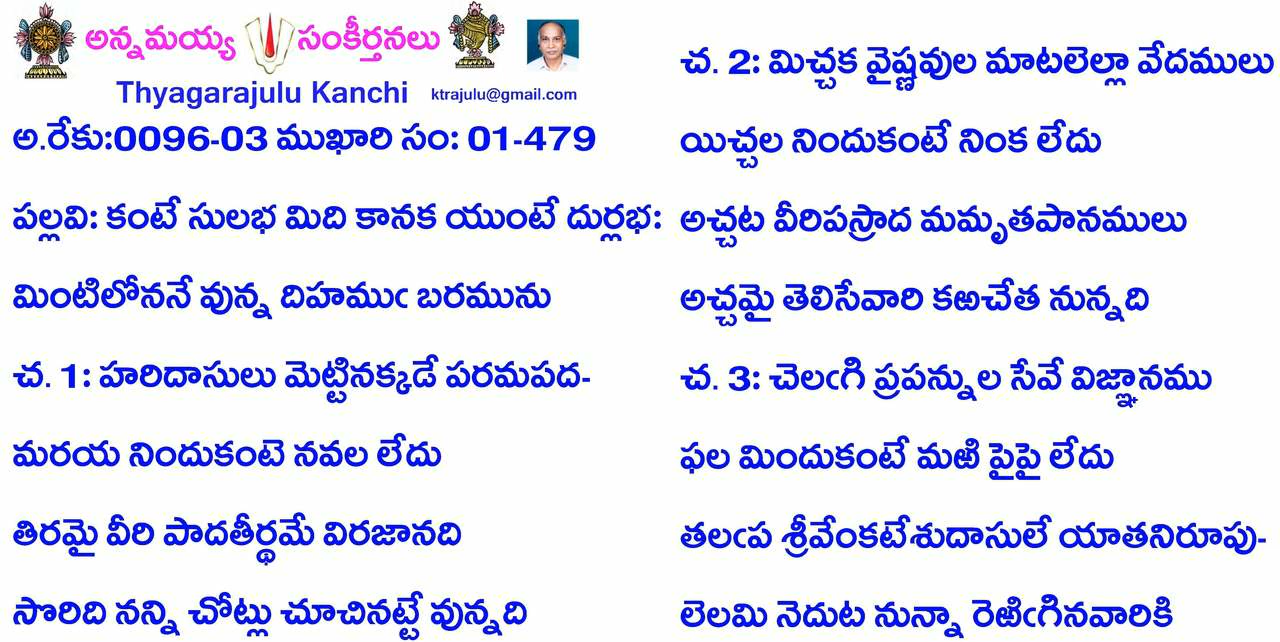 అన్నమయ్య సంకీర్తనలు
Thyagarajulu Kanchi ktrajulu@gmail.com
అ.రేకు:0096-03 ముఖారి సం: 01-479
పల్లవి: కంటే సులభ మిది కానక యుంటే దుర్లభ:
మింటిలోననే వున్న దిహముఁ బరమును
చ. 1: హరిదాసులు మెట్టినక్కడే పరమపద-
మరయ నిందుకంటె నవల లేదు
తిరమై వీరి పాదతీర్థమే విరజానది
సొరిది నన్ని చోట్లు చూచినట్టే వున్నది
చ. 2: మిచ్చక వైష్ణవుల మాటలెల్లా వేదములు
యిచ్చల నిందుకంటే నింక లేదు
అచ్చట వీరిపస్రాద మమృతపానములు
అచ్చమై తెలిసేవారి కఱచేత నున్నది
చ. 3: చెలఁగి ప్రపన్నుల సేవే విజ్ఞానము
ఫల మిందుకంటే మఱి పైపై లేదు
తలఁప శ్రీవేంకటేశుదాసులే యాతనిరూపు-
లెలమి నెదుట నున్నా రెఱిఁగినవారికి